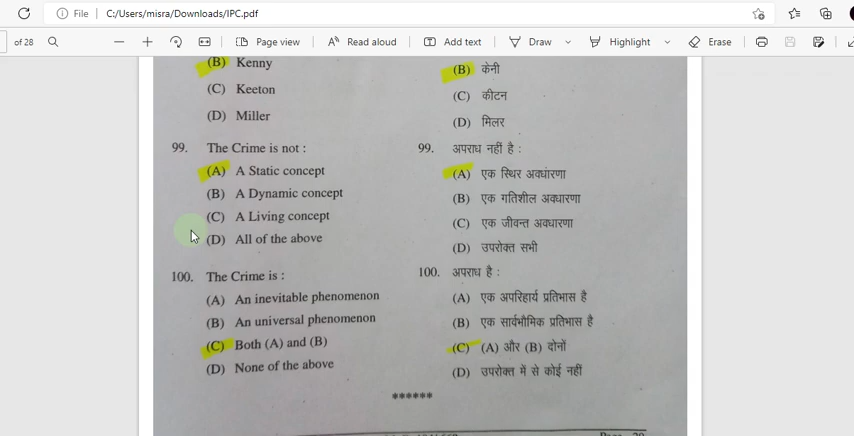 File C:/Users/misra/Downloads/IPC.pdf
of 28 Page view Read aloud Add text Draw Highlight Erase
(B) Kenny
(C) Keeton
(D) Miller
99. The Crime is not :
(A) A Static concept
(B) A Dynamic concept
(C) A Living concept
(D) All of the above
100. The Crime is :
(A) An inevitable phenomenon
(B) An universal phenomenon
(C) Both (A) and (B)
(D) None of the above
(B) केनी
(C) कीटन
(D) मिलर
99. अपराध नहीं है :
(A) एक स्थिर अवधारणा
(B) एक गतिशील अवधारणा
(C) एक जीवन्त अवधारणा
(D) उपरोक्त सभी
100. अपराध है :
(A) एक अपरिहार्य प्रतिभास है
(B) एक सार्वभौमिक प्रतिभास है
(C) (A) और (B) दोनों
(D) उपरोक्त में से कोई नहीं
******